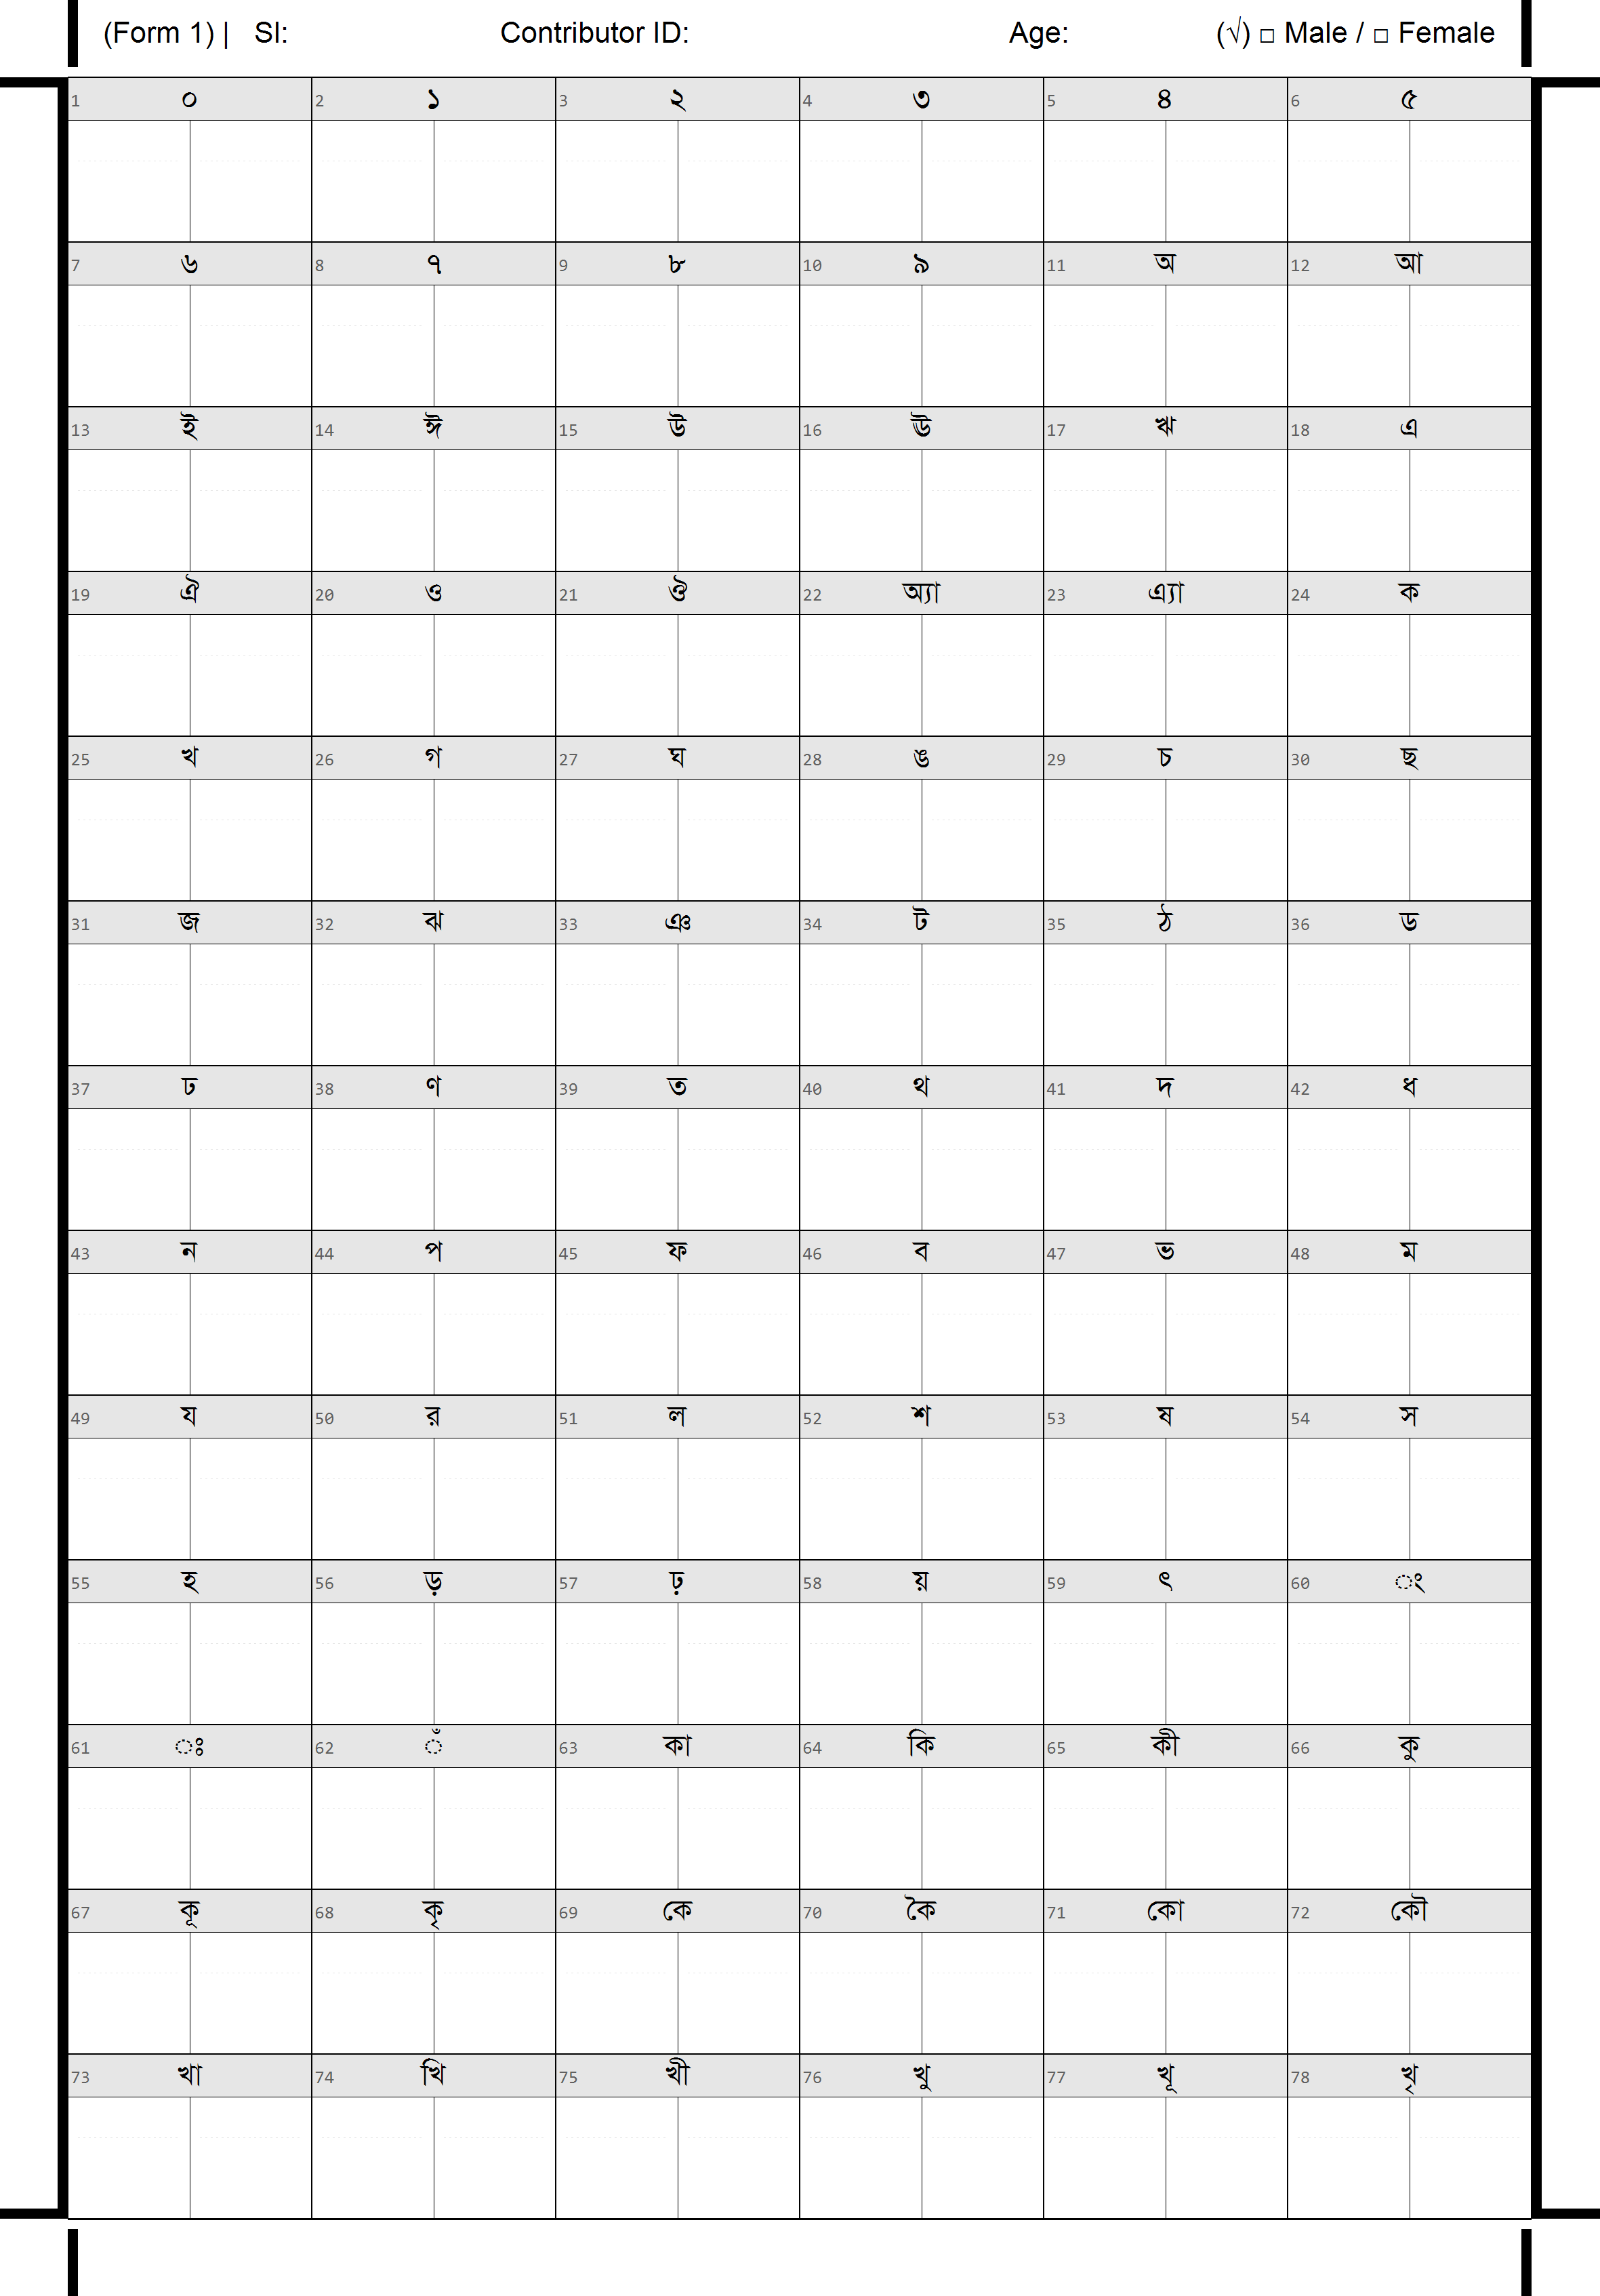 (Form 1) | Sl: Contributor ID: Age: (√) □ Male / □ Female
1 ০ 2 ১ 3 ২ 4 ৩ 5 ৪ 6 ৫
7 ৬ 8 ৭ 9 ৮ 10 ৯ 11 অ 12 আ
13 ই 14 ঈ 15 উ 16 ঊ 17 ঋ 18 এ
19 ঐ 20 ও 21 ঔ 22 অ্যা 23 এ্যা 24 ক
25 খ 26 গ 27 ঘ 28 ঙ 29 চ 30 ছ
31 জ 32 ঝ 33 ঞ 34 ট 35 ঠ 36 ড
37 ঢ 38 ণ 39 ত 40 থ 41 দ 42 ধ
43 ন 44 প 45 ফ 46 ব 47 ভ 48 ম
49 য 50 র 51 ল 52 শ 53 ষ 54 স
55 হ 56 ড় 57 ঢ় 58 য় 59 ৎ 60 ং
61 ঃ 62 ঁ 63 কা 64 কি 65 কী 66 কু
67 কূ 68 কৃ 69 কে 70 কৈ 71 কো 72 কৌ
73 খা 74 খি 75 খী 76 খু 77 খূ 78 খৃ